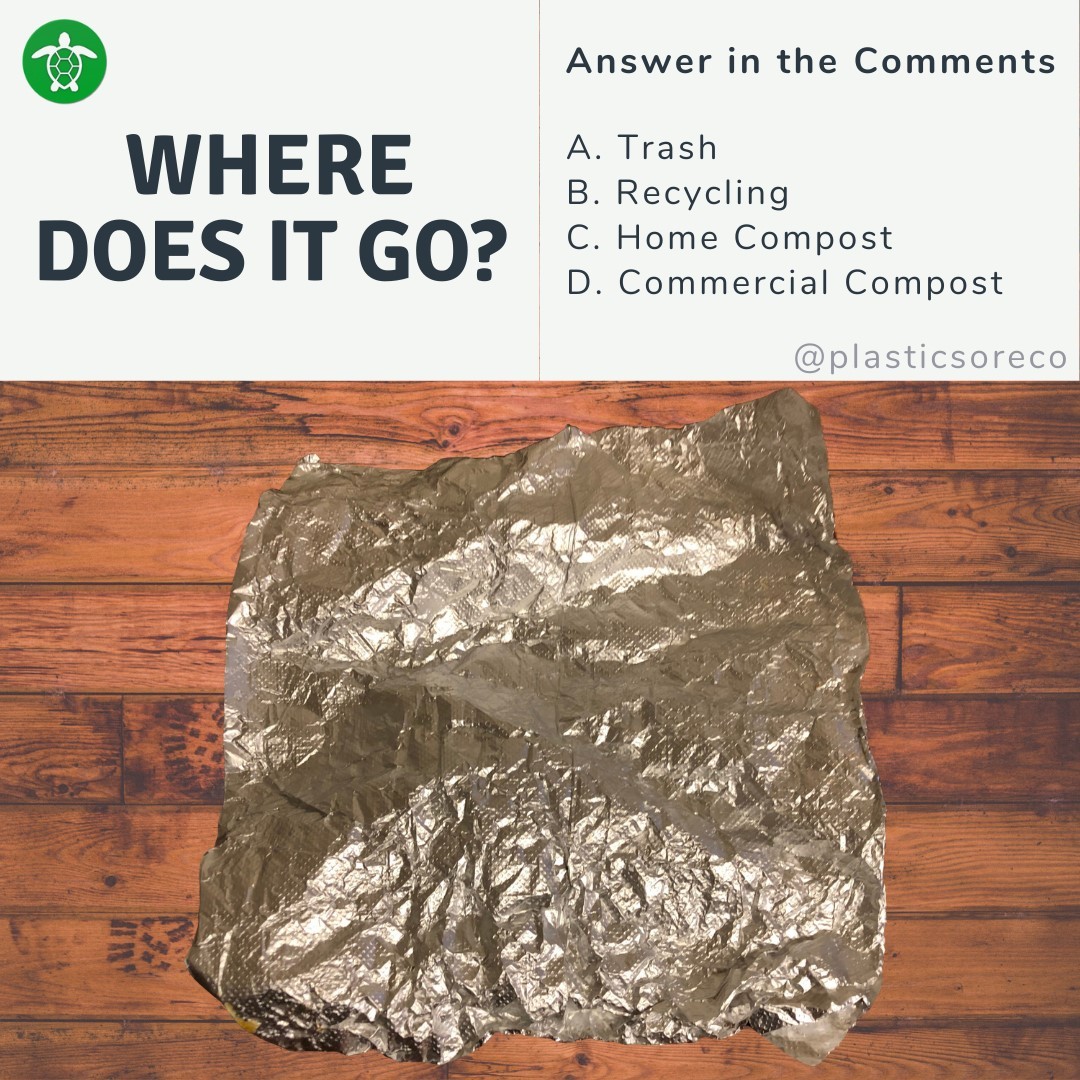 WHERE
DOES IT GO?
Answer in the Comments
A. Trash
B. Recycling
C. Home Compost
D. Commercial Compost
@plasticsoreco